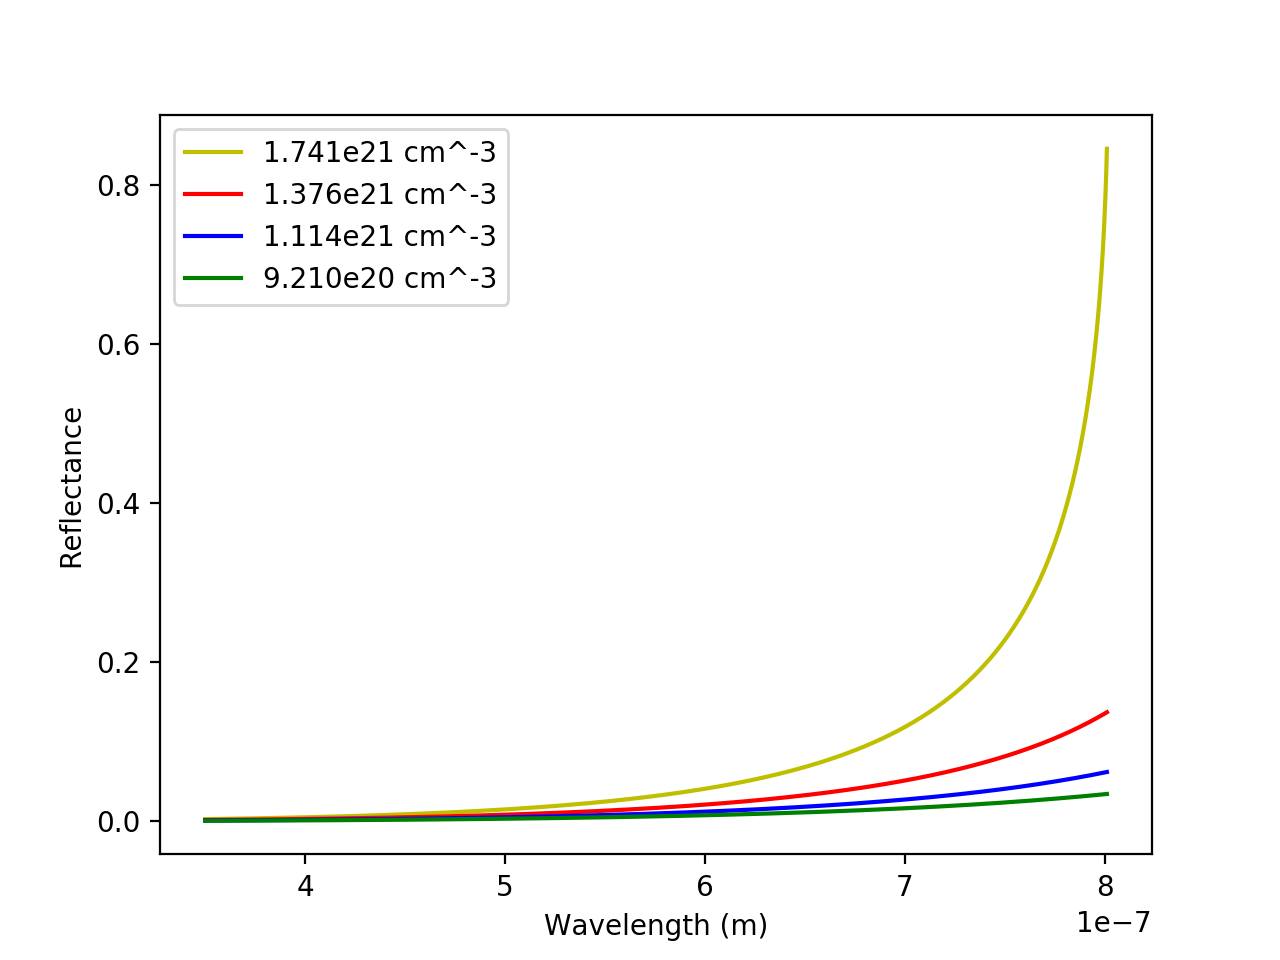 1.741e21 cm^-3
1.376e21 cm^-3
1.114e21 cm^-3
9.210e20 cm^-3
0.8
0.6
0.4
0.2
0.0
Reflectance
4 5 6 7 8
1e−7
Wavelength (m)